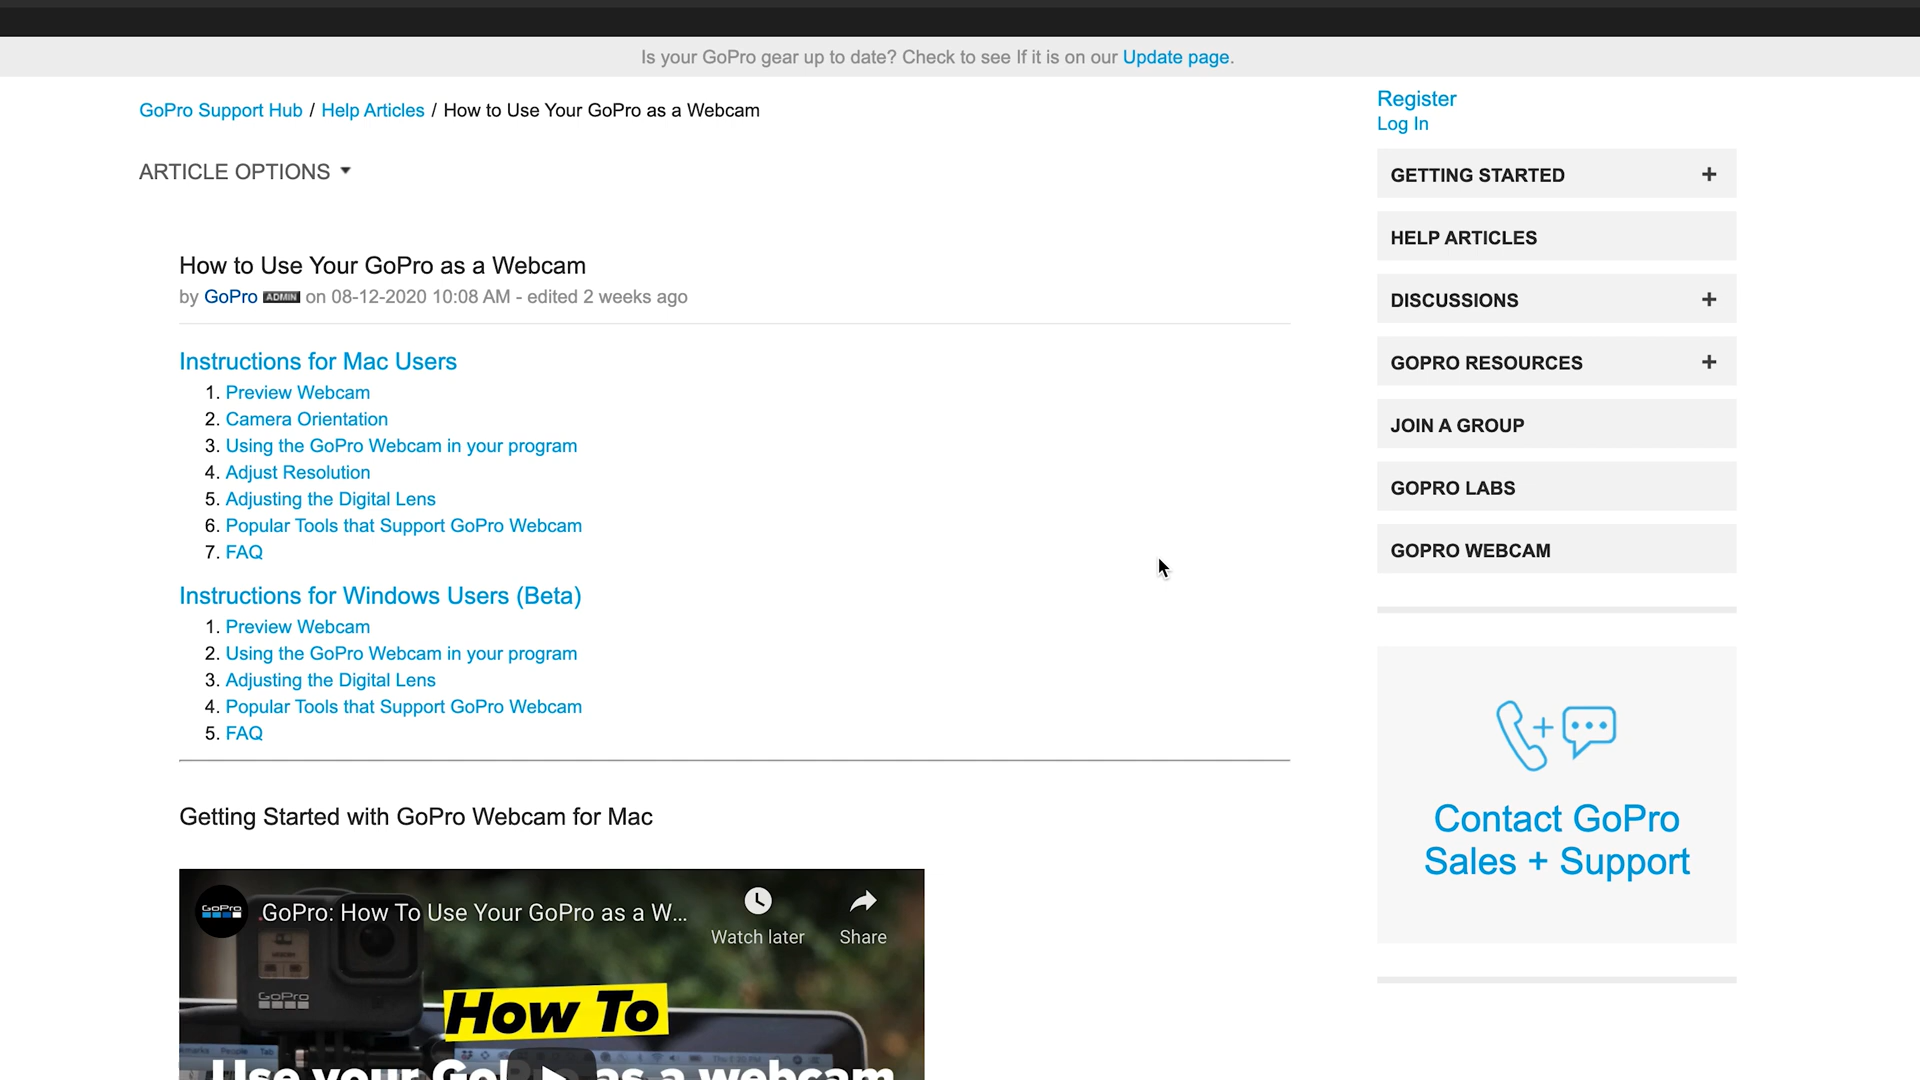 Is your GoPro gear up to date? Check to see If it is on our Update page.
GoPro Support Hub / Help Articles / How to Use Your GoPro as a Webcam
ARTICLE OPTIONS
How to Use Your GoPro as a Webcam
by GoPro ADMIN on 08-12-2020 10:08 AM - edited 2 weeks ago
Instructions for Mac Users
1. Preview Webcam
2. Camera Orientation
3. Using the GoPro Webcam in your program
4. Adjust Resolution
5. Adjusting the Digital Lens
6. Popular Tools that Support GoPro Webcam
7. FAQ
Instructions for Windows Users (Beta)
1. Preview Webcam
2. Using the GoPro Webcam in your program
3. Adjusting the Digital Lens
4. Popular Tools that Support GoPro Webcam
5. FAQ
Getting Started with GoPro Webcam for Mac
GoPro
GoPro: How To Use Your GoPro as a W...
Watch later
Share
GoPro
How To
Use your GoPro as a webcam
Register
Log In
GETTING STARTED +
HELP ARTICLES
DISCUSSIONS +
GOPRO RESOURCES +
JOIN A GROUP
GOPRO LABS
GOPRO WEBCAM
Contact GoPro
Sales + Support